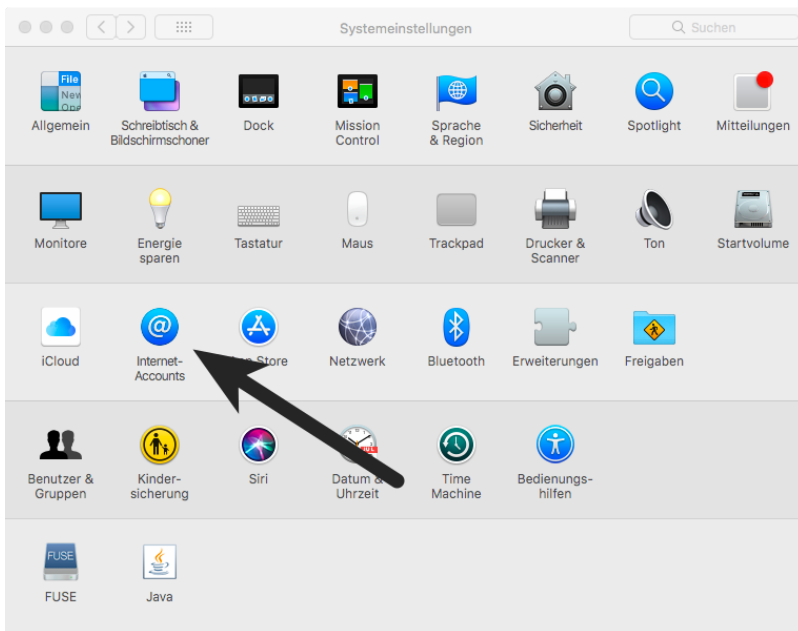 Systemeinstellungen
Suchen
File
New
Allgemein
Schreibtisch &
Bildschirmschoner
Dock
Mission
Control
Sprache
& Region
Sicherheit
Spotlight
Mitteilungen
Monitore
Energie
sparen
Tastatur
Maus
Trackpad
Drucker &
Scanner
Ton
Startvolume
iCloud
Internet-
Accounts
Store
Netzwerk
Bluetooth
Erweiterungen
Freigaben
Benutzer &
Gruppen
Kinder-
sicherung
Siri
Datum &
Uhrzeit
Time
Machine
Bedienungs-
hilfen
FUSE
FUSE
Java